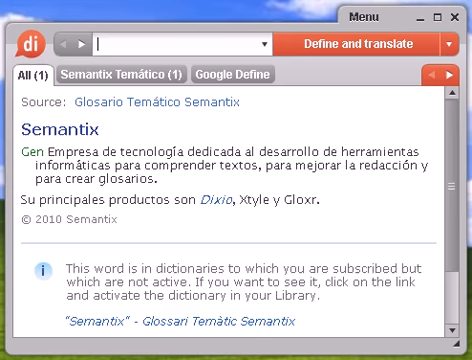 Menu
di
Define and translate
All (1)
Semantix Temático (1)
Google Define
Source: Glosario Temático Semantix
Semantix
Gen Empresa de tecnología dedicada al desarrollo de herramientas
informáticas para comprender textos, para mejorar la redacción y
para crear glosarios.
Su principales productos son Dixio, Xtyle y Gloxr.
© 2010 Semantix
i
This word is in dictionaries to which you are subscribed but
which are not active. If you want to see it, click on the link
and activate the dictionary in your Library.
"Semantix" - Glossari Temàtic Semantix